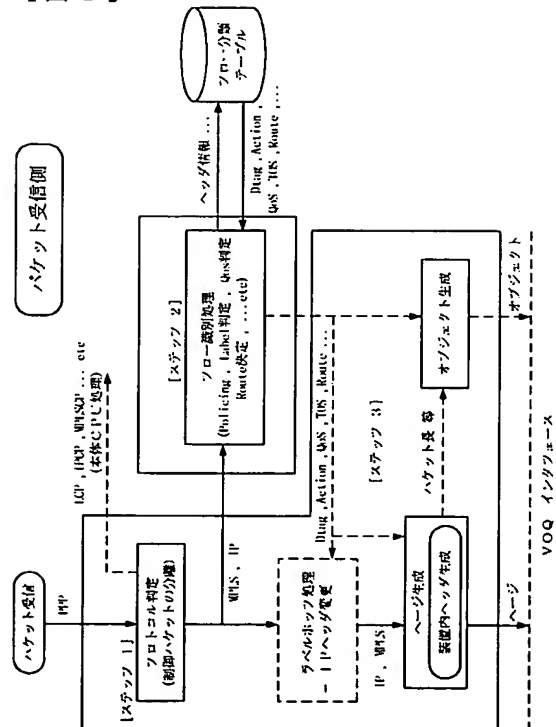 パケット受信側
パケット受信
PPP
[ステップ 1]
プロトコル判定
(制御パケットの分離)
LCP , IPCP , MPLSCP ... etc
(本体CPU処理)
MPLS , IP
[ステップ 2]
フロー識別処理
(Policing , Label判定 , QoS判定
Route決定 , ... etc)
ヘッダ情報 ...
フロー分類
テーブル
Dtag , Action ,
QoS , TOS , Route ,
...
ラベルホップ処理
- IPヘッダ変更
Dtag , Action , QoS , TOS , Route ...
IP , MPLS
[ステップ 3]
ページ生成
装置内ヘッダ生成
パケット長 等
オブジェクト生成
ページ
オブジェクト
VOQ インタフェース